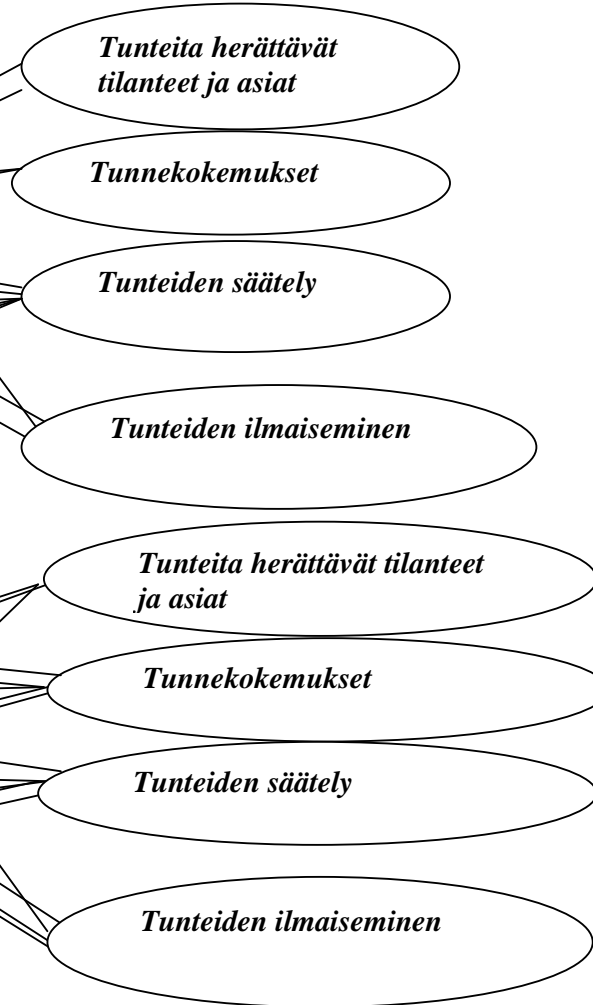 Tunteita herättävät
tilanteet ja asiat
Tunnekokemukset
Tunteiden säätely
Tunteiden ilmaiseminen
Tunteita herättävät tilanteet
ja asiat
Tunnekokemukset
Tunteiden säätely
Tunteiden ilmaiseminen